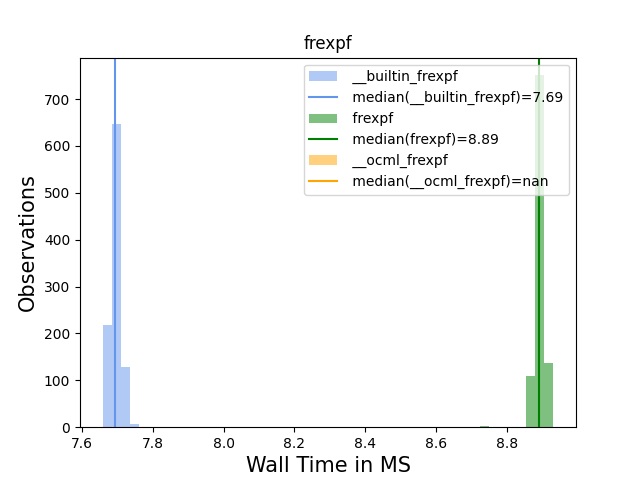 frexpf
__builtin_frexpf
median(__builtin_frexpf)=7.69
frexpf
median(frexpf)=8.89
__ocml_frexpf
median(__ocml_frexpf)=nan
Observations
700
600
500
400
300
200
100
0
7.6 7.8 8.0 8.2 8.4 8.6 8.8
Wall Time in MS